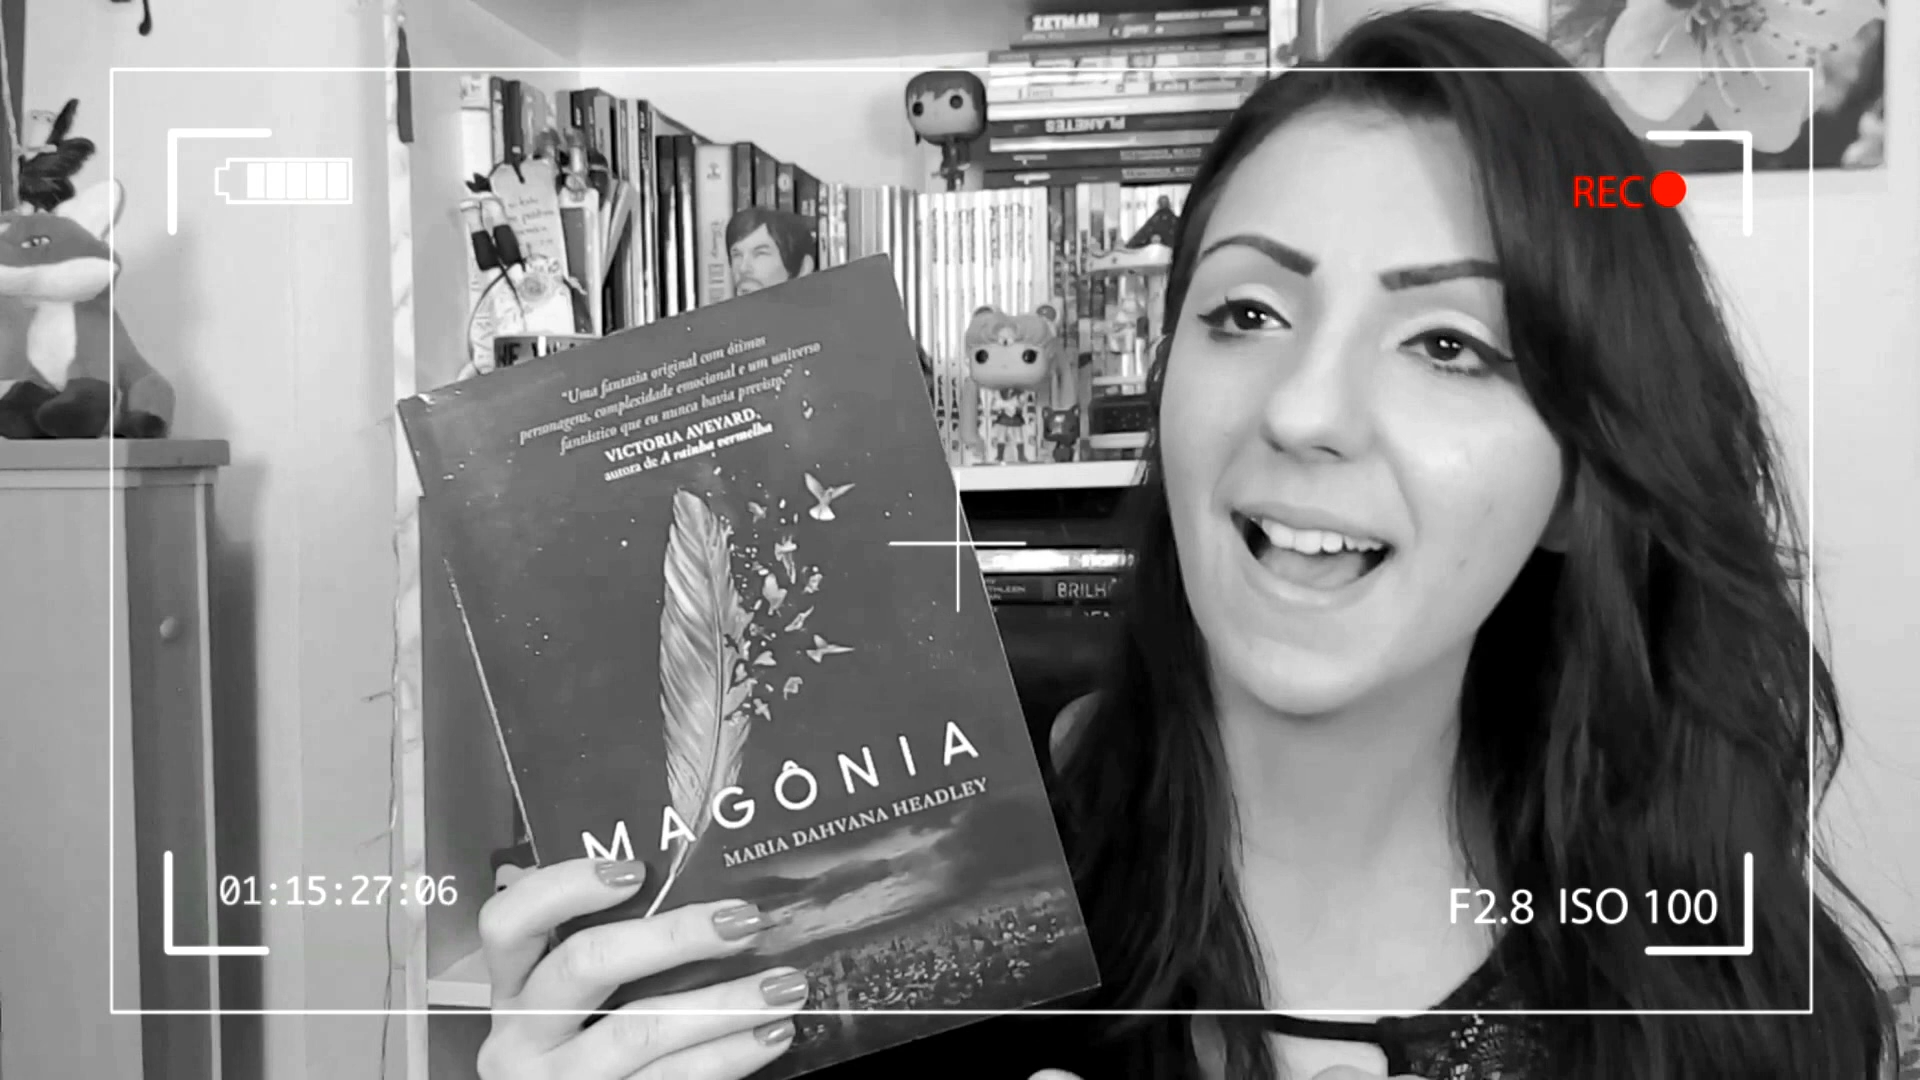 ZETMAN
PLANETES
REC
"Uma fantasia original com ótimos
personagens, complexidade emocional e um universo
fantástico que eu nunca havia previsto."
VICTORIA AVEYARD,
autora de A rainha vermelha
BRILH
MAGÔNIA
MARIA DAHVANA HEADLEY
01:15:27:06
F2.8 ISO 100